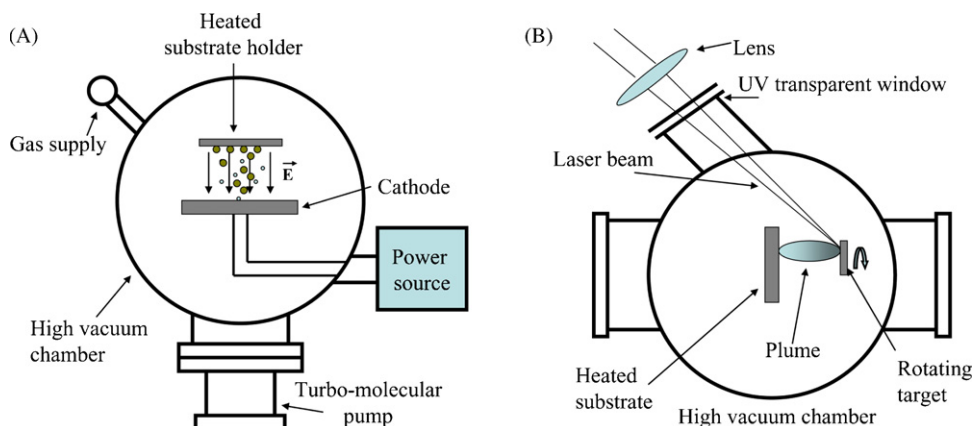 (A)
Heated
substrate holder
Gas supply
E
Cathode
Power
source
High vacuum
chamber
Turbo-molecular
pump
(B)
Lens
UV transparent window
Laser beam
Plume
Heated
substrate
Rotating
target
High vacuum chamber